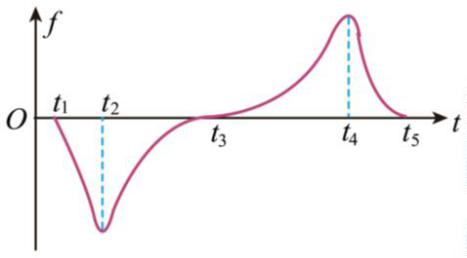 f
t₁ t₂
O t
t₃ t₄ t₅